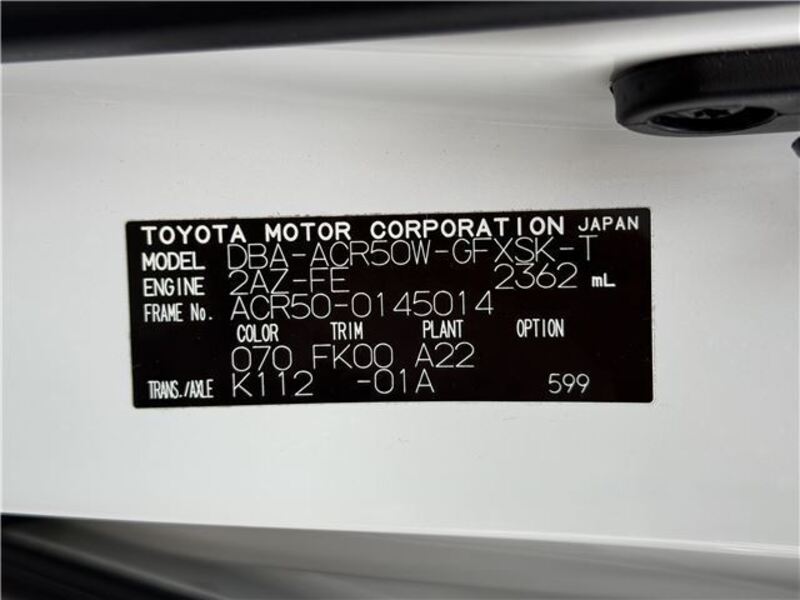 TOYOTA MOTOR CORPORATION JAPAN
MODEL DBA-ACR50W-GFXSK-T
ENGINE 2AZ-FE 2362 mL
FRAME No. ACR50-0145014
COLOR TRIM PLANT OPTION
070 FK00 A22
TRANS./AXLE K112 -01A 599